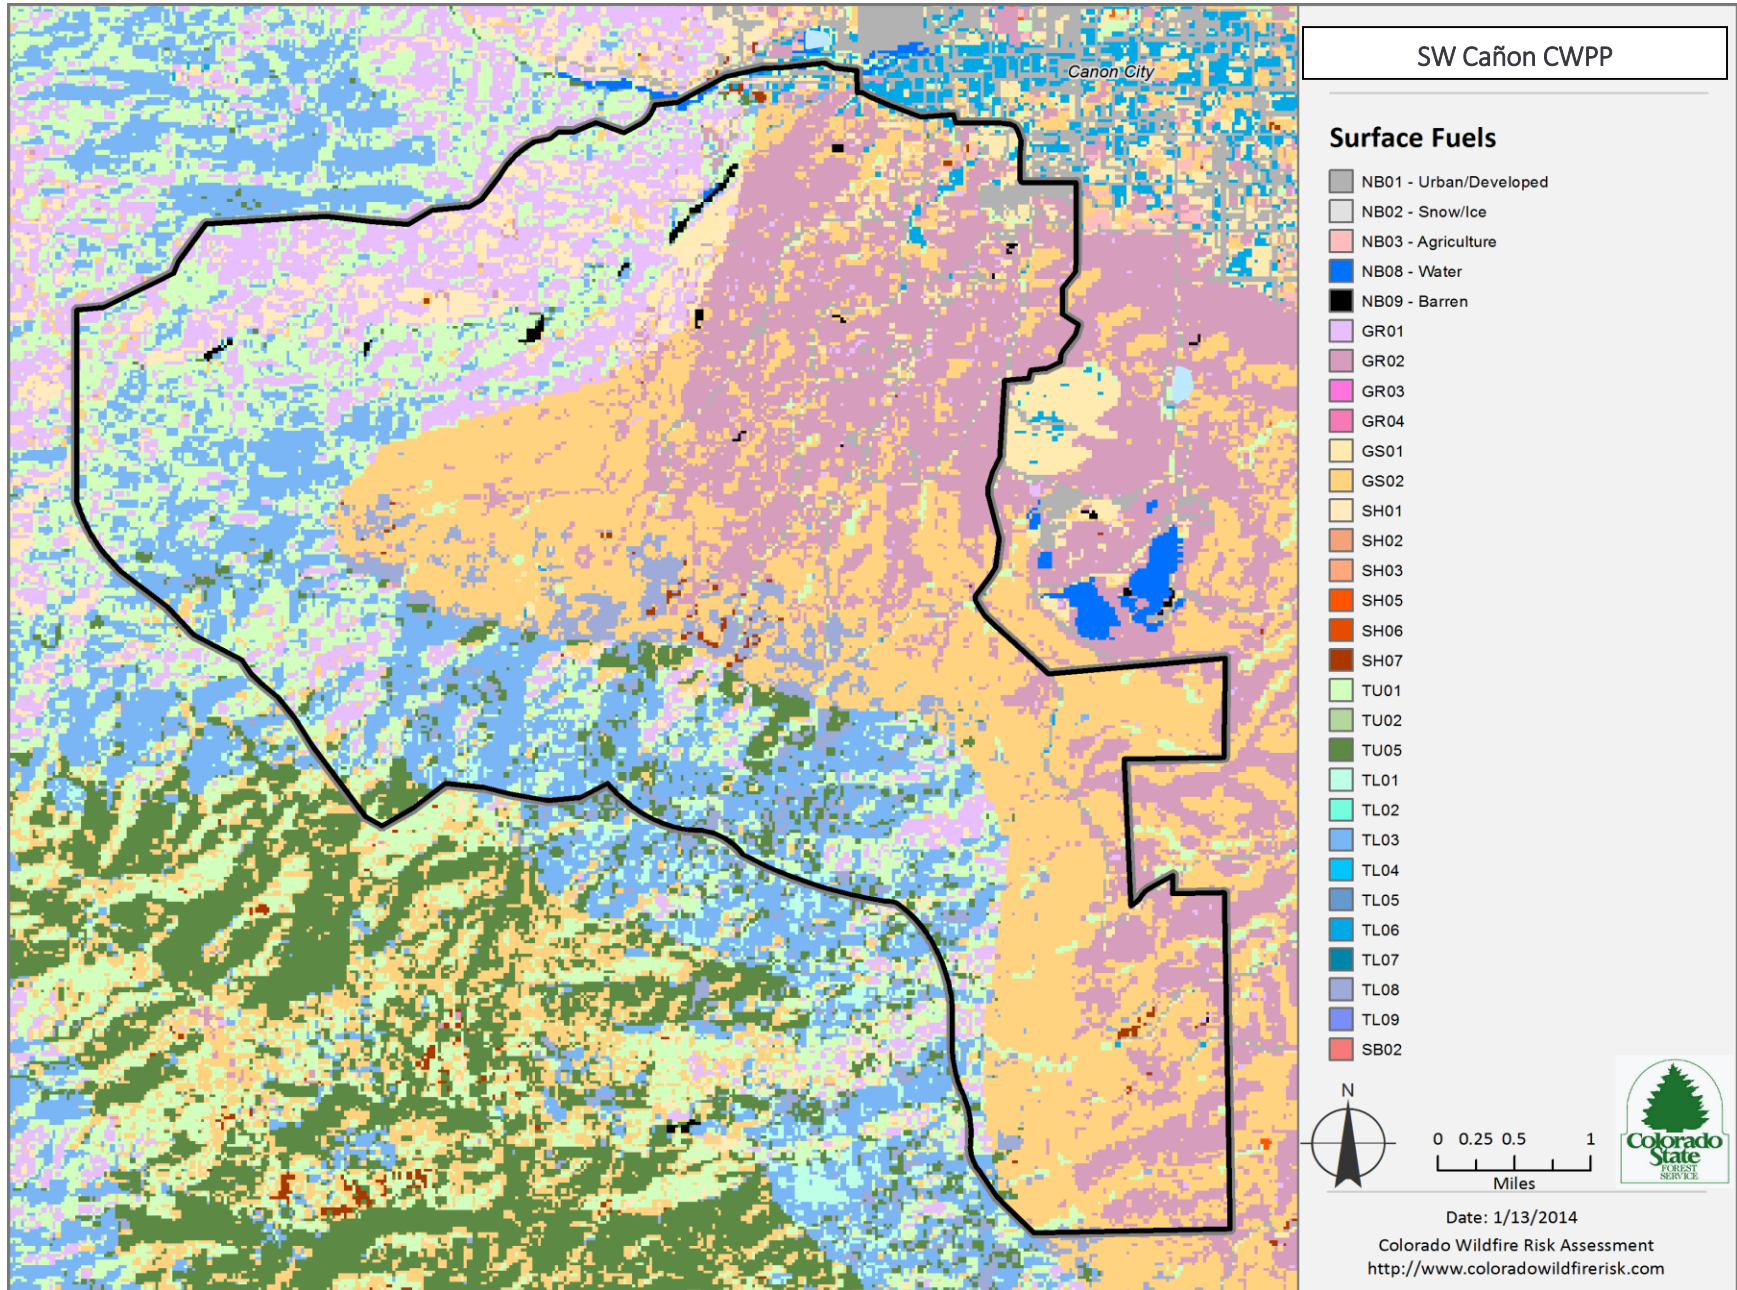 SW Cañon CWPP
Canon City
Surface Fuels
NB01 - Urban/Developed
NB02 - Snow/Ice
NB03 - Agriculture
NB08 - Water
NB09 - Barren
GR01
GR02
GR03
GR04
GS01
GS02
SH01
SH02
SH03
SH05
SH06
SH07
TU01
TU02
TU05
TL01
TL02
TL03
TL04
TL05
TL06
TL07
TL08
TL09
SB02
N
0 0.25 0.5 1
Miles
Colorado
State
FOREST
SERVICE
Date: 1/13/2014
Colorado Wildfire Risk Assessment
http://www.coloradowildfirerisk.com